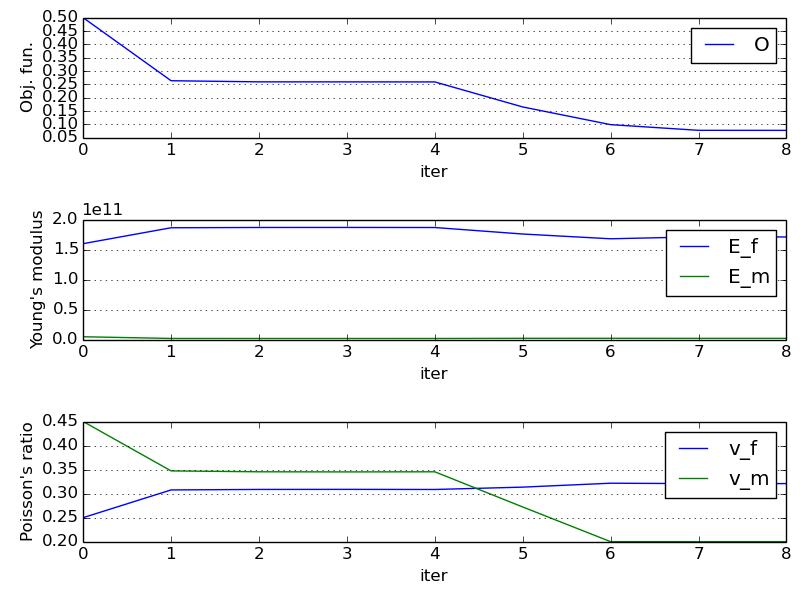 0.50
0.45
0.40
0.35
0.30
0.25
0.20
0.15
0.10
0.05
Obj. fun.
O
0 1 2 3 4 5 6 7 8
iter
1e11
2.0
1.5
1.0
0.5
0.0
Young's modulus
E_f
E_m
0 1 2 3 4 5 6 7 8
iter
0.45
0.40
0.35
0.30
0.25
0.20
Poisson's ratio
v_f
v_m
0 1 2 3 4 5 6 7 8
iter